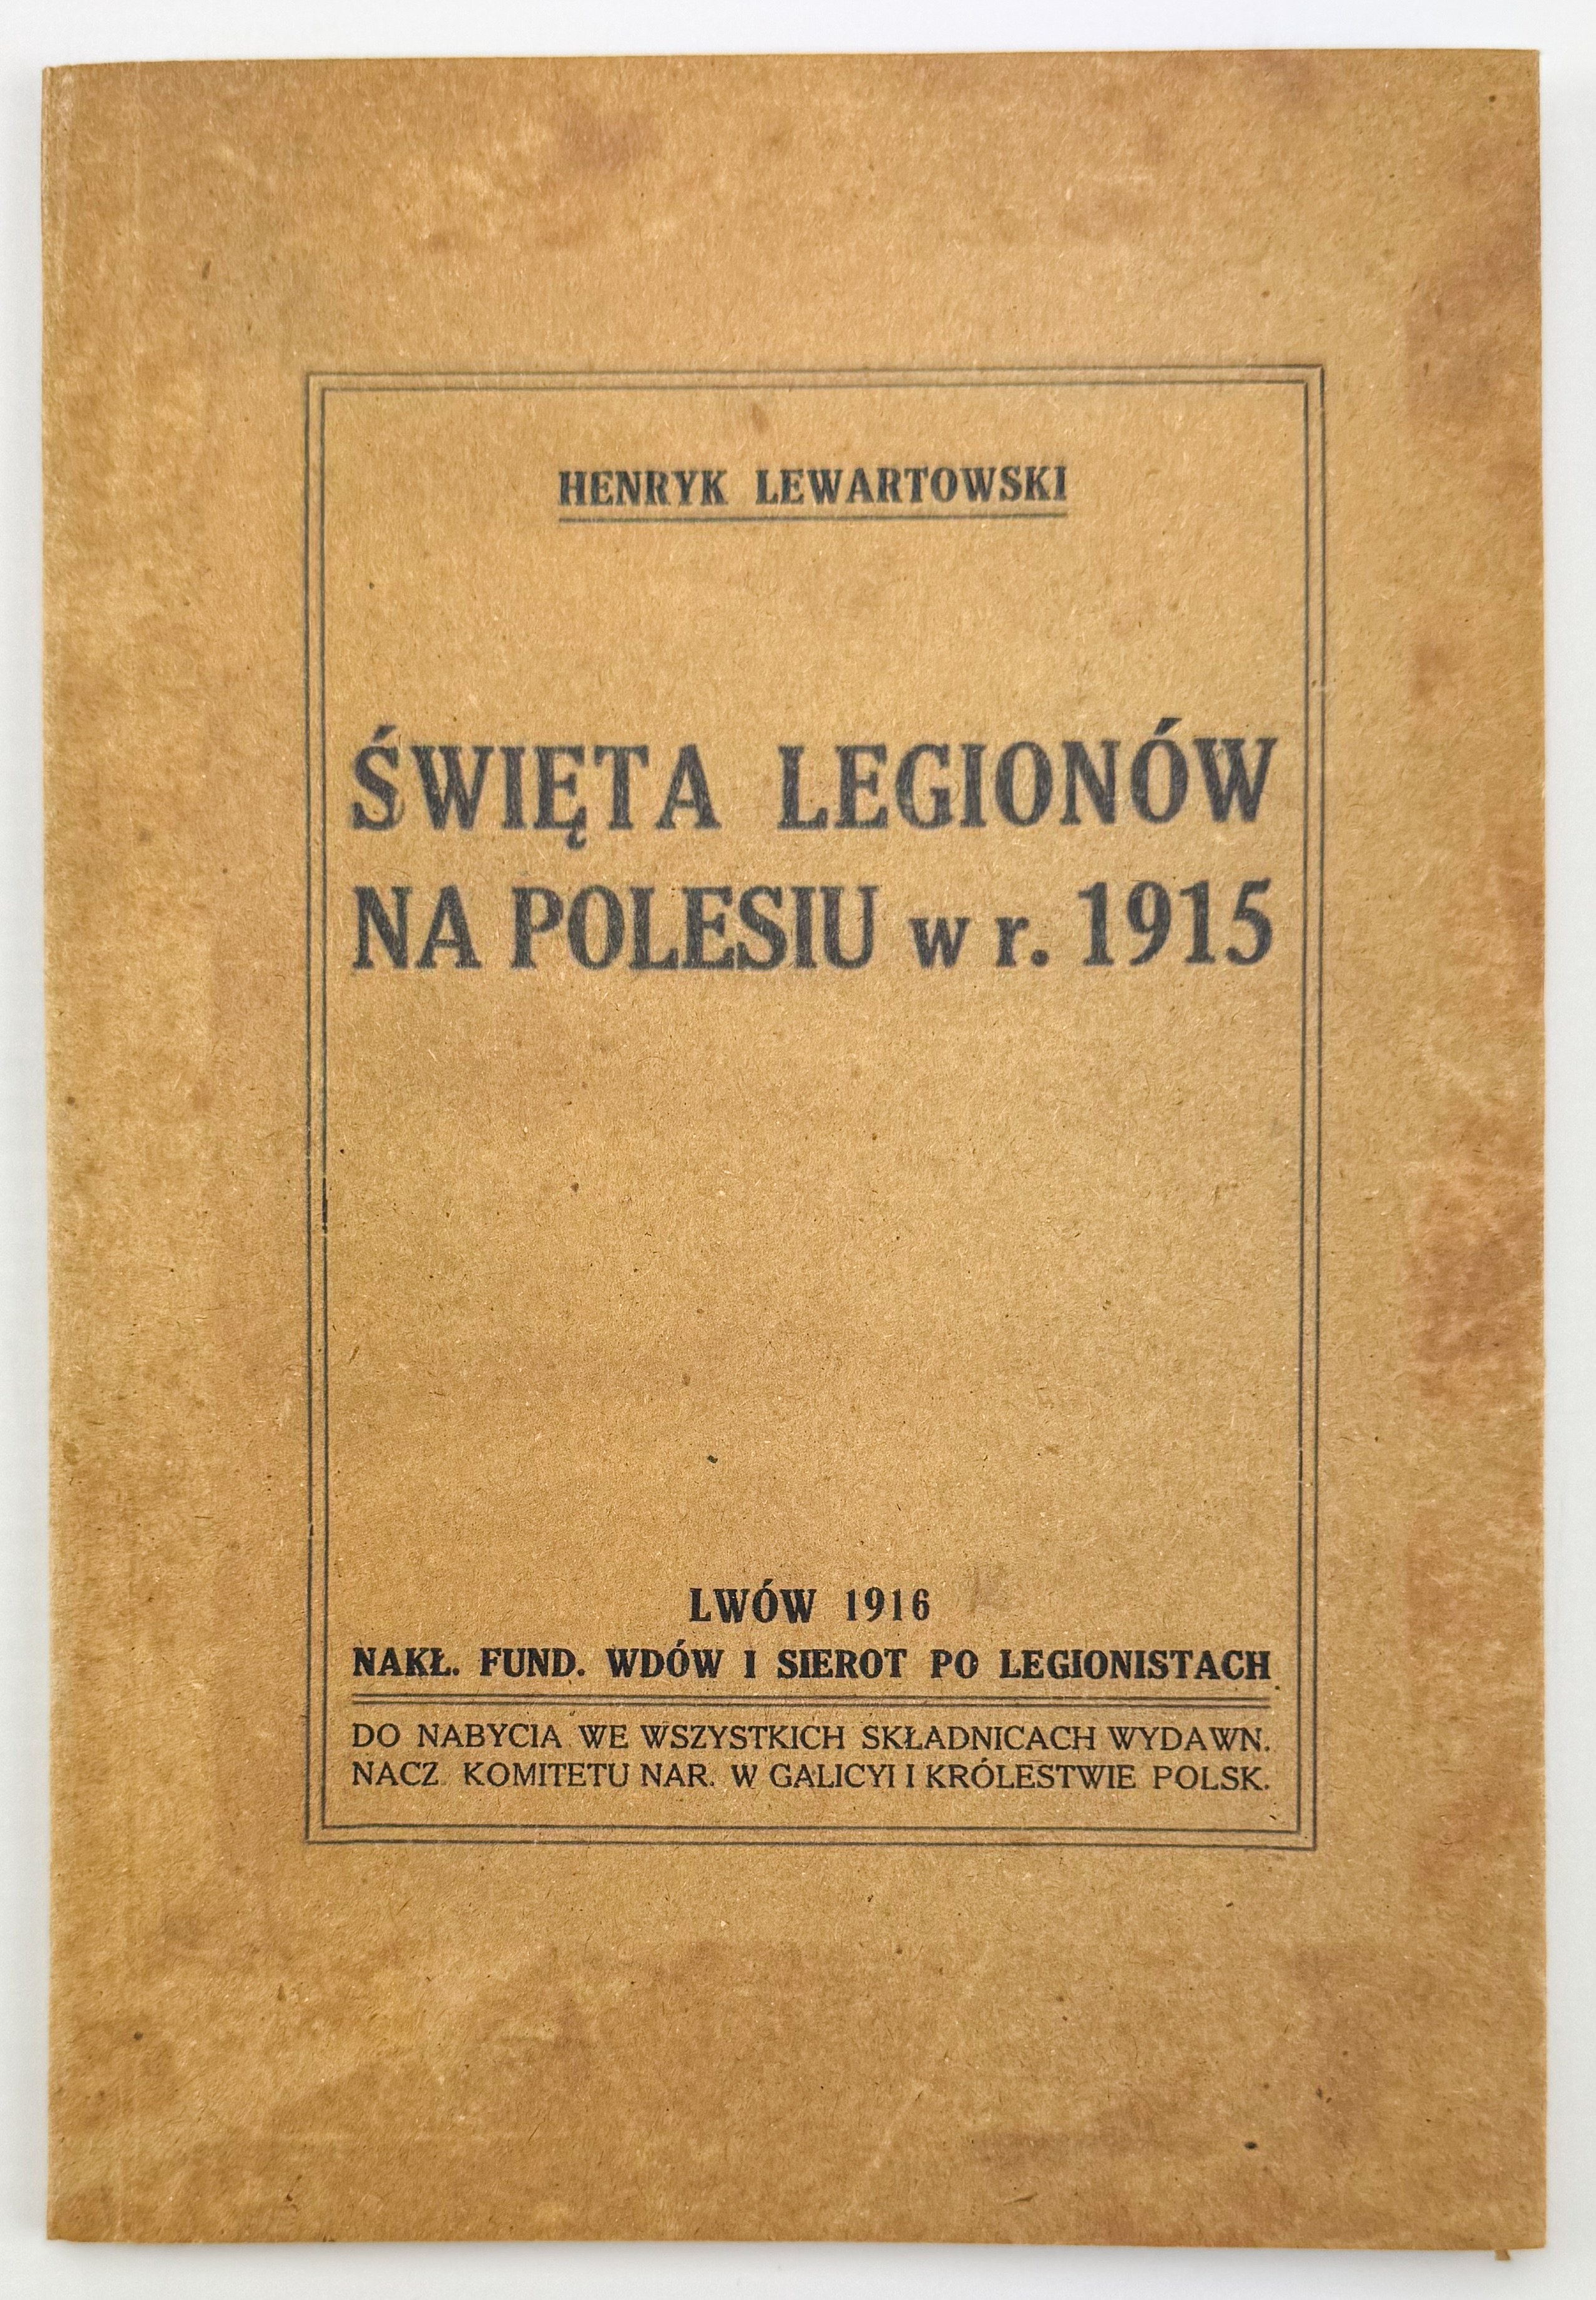 HENRYK LEWARTOWSKI
ŚWIĘTA LEGIONÓW
NA POLESIU w r. 1915
LWÓW 1916
NAKŁ. FUND. WDÓW I SIEROT PO LEGIONISTACH
DO NABYCIA WE WSZYSTKICH SKŁADNICACH WYDAWN.
NACZ. KOMITETU NAR. W GALICYI I KRÓLESTWIE POLSK.